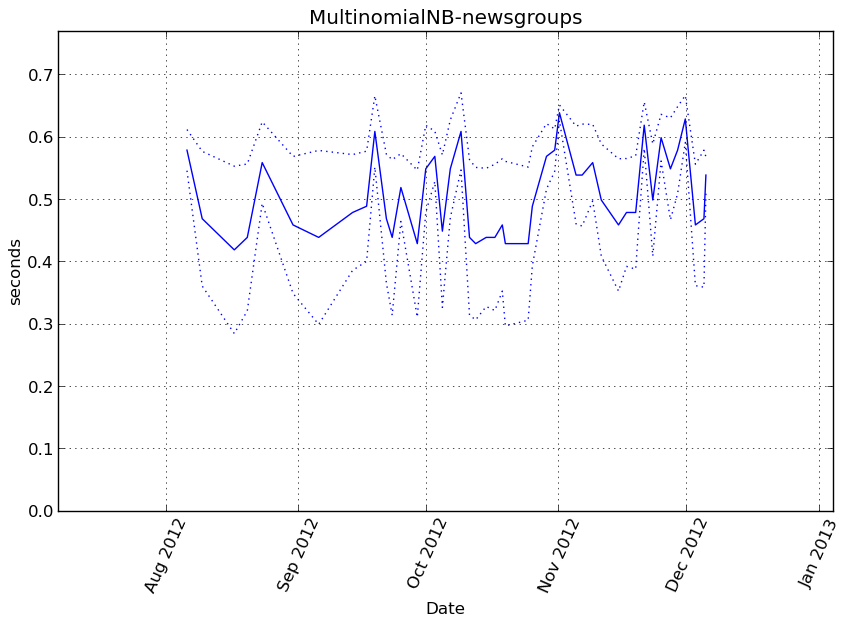 MultinomialNB-newsgroups
0.7
0.6
0.5
0.4
0.3
0.2
0.1
0.0
seconds
Aug 2012
Sep 2012
Oct 2012
Nov 2012
Dec 2012
Jan 2013
Date